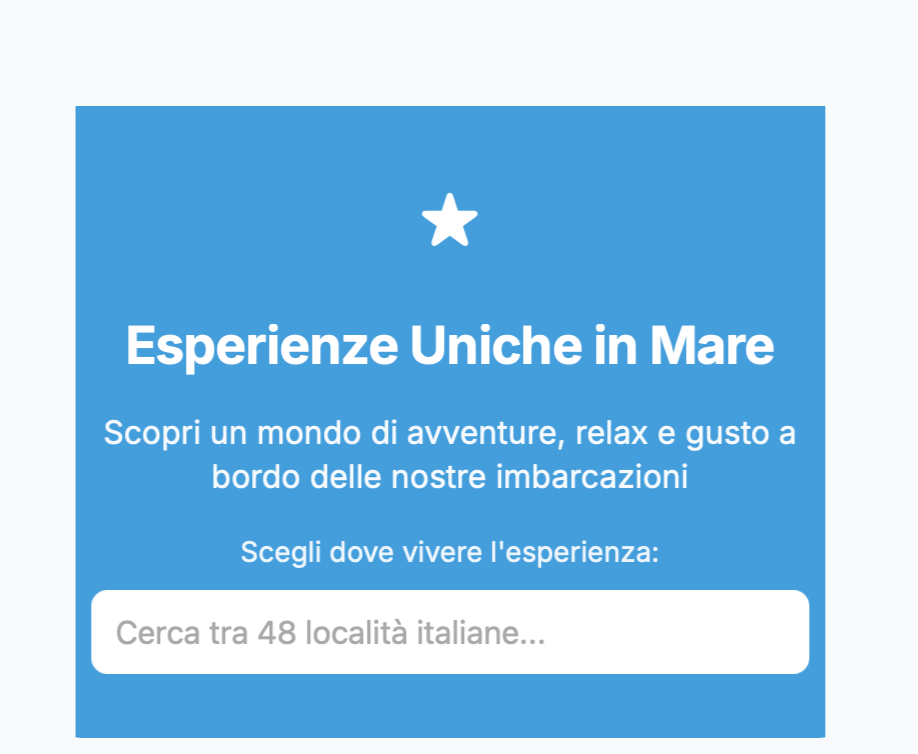 Esperienze Uniche in Mare
Scopri un mondo di avventure, relax e gusto a
bordo delle nostre imbarcazioni
Scegli dove vivere l'esperienza:
Cerca tra 48 località italiane...